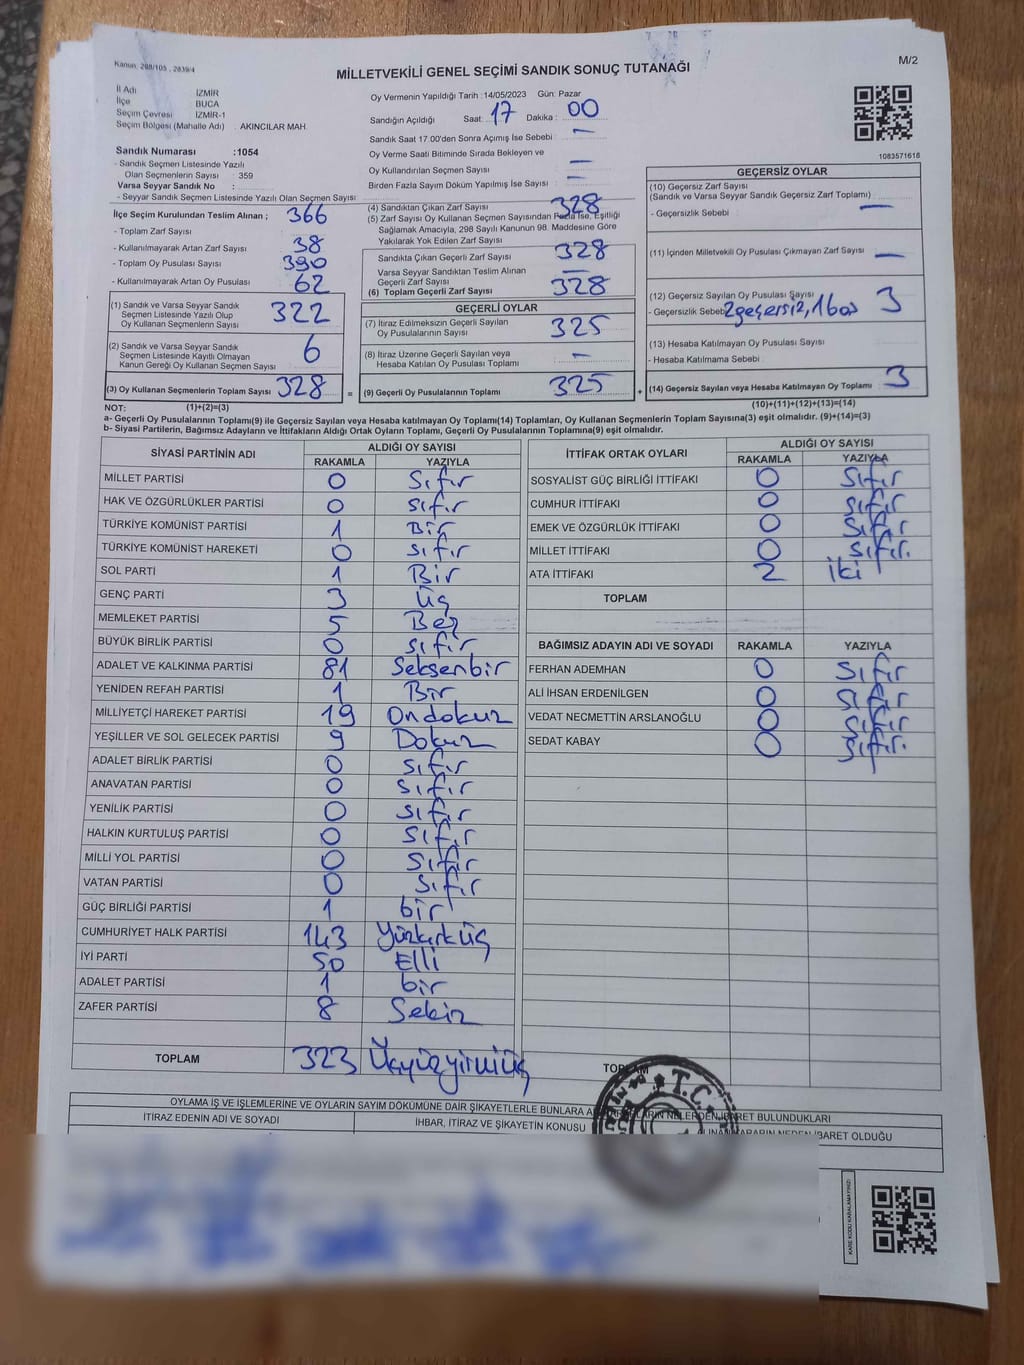 Kanun, 298/105 , 2839/4
M/2
MİLLETVEKİLİ GENEL SEÇİMİ SANDIK SONUÇ TUTANAĞI
İl Adı İZMİR
İlçe BUCA
Seçim Çevresi İZMİR-1
Seçim Bölgesi (Mahalle Adı) : AKINCILAR MAH.
Oy Vermenin Yapıldığı Tarih :14/05/2023 Gün: Pazar
Sandığın Açıldığı Saat: 17 Dakika : 00
Sandık Saat 17.00'den Sonra Açılmış İse Sebebi : —
Oy Verme Saati Bitiminde Sırada Bekleyen ve
Oy Kullandırılan Seçmen Sayısı : —
Birden Fazla Sayım Döküm Yapılmış İse Sayısı : —
1083571616
Sandık Numarası :1054
- Sandık Seçmen Listesinde Yazılı
Olan Seçmenlerin Sayısı : 359
Varsa Seyyar Sandık No :
- Seyyar Sandık Seçmen Listesinde Yazılı Olan Seçmen Sayısı :
İlçe Seçim Kurulundan Teslim Alınan ;
- Toplam Zarf Sayısı 366
- Kullanılmayarak Artan Zarf Sayısı 38
- Toplam Oy Pusulası Sayısı 390
- Kullanılmayarak Artan Oy Pusulası 62
(1) Sandık ve Varsa Seyyar Sandık
Seçmen Listesinde Yazılı Olup
Oy Kullanan Seçmenlerin Sayısı 322
(2) Sandık ve Varsa Seyyar Sandık
Seçmen Listesinde Kayıtlı Olmayan
Kanun Gereği Oy Kullanan Seçmen Sayısı 6
(3) Oy Kullanan Seçmenlerin Toplam Sayısı 328 =
(4) Sandıktan Çıkan Zarf Sayısı 328
(5) Zarf Sayısı Oy Kullanan Seçmen Sayısından Fazla İse, Eşitliği
Sağlamak Amacıyla, 298 Sayılı Kanunun 98. Maddesine Göre
Yakılarak Yok Edilen Zarf Sayısı
Sandıkta Çıkan Geçerli Zarf Sayısı 328
Varsa Seyyar Sandıktan Teslim Alınan
Geçerli Zarf Sayısı —
(6) Toplam Geçerli Zarf Sayısı 328
GEÇERLİ OYLAR
(7) İtiraz Edilmeksizin Geçerli Sayılan
Oy Pusulalarının Sayısı 325
(8) İtiraz Üzerine Geçerli Sayılan veya
Hesaba Katılan Oy Pusulası Toplamı —
(9) Geçerli Oy Pusulalarının Toplamı 325 +
GEÇERSİZ OYLAR
(10) Geçersiz Zarf Sayısı
(Sandık ve Varsa Seyyar Sandık Geçersiz Zarf Toplamı) :
- Geçersizlik Sebebi : —
(11) İçinden Milletvekili Oy Pusulası Çıkmayan Zarf Sayısı : —
(12) Geçersiz Sayılan Oy Pusulası Sayısı : 3
- Geçersizlik Sebebi 2geçersiz, 1 boş
(13) Hesaba Katılmayan Oy Pusulası Sayısı :
- Hesaba Katılmama Sebebi :
(14) Geçersiz Sayılan veya Hesaba Katılmayan Oy Toplamı : 3
NOT: (1)+(2)=(3)
(10)+(11)+(12)+(13)=(14)
a- Geçerli Oy Pusulalarının Toplamı(9) ile Geçersiz Sayılan veya Hesaba katılmayan Oy Toplamı(14) Toplamları, Oy Kullanan Seçmenlerin Toplam Sayısına(3) eşit olmalıdır. (9)+(14)=(3)
b- Siyasi Partilerin, Bağımsız Adayların ve İttifakların Aldığı Ortak Oyların Toplamı, Geçerli Oy Pusulalarının Toplamına(9) eşit olmalıdır.
SİYASİ PARTİNİN ADI ALDIĞI OY SAYISI
RAKAMLA YAZIYLA
MİLLET PARTİSİ 0 Sıfır
HAK VE ÖZGÜRLÜKLER PARTİSİ 0 sıfır
TÜRKİYE KOMÜNİST PARTİSİ 1 Bir
TÜRKİYE KOMÜNİST HAREKETİ 0 sıfır
SOL PARTİ 1 Bir
GENÇ PARTİ 3 Üç
MEMLEKET PARTİSİ 5 Beş
BÜYÜK BİRLİK PARTİSİ 0 sıfır
ADALET VE KALKINMA PARTİSİ 81 Seksenbir
YENİDEN REFAH PARTİSİ 1 Bir
MİLLİYETÇİ HAREKET PARTİSİ 19 Ondokuz
YEŞİLLER VE SOL GELECEK PARTİSİ 9 Dokuz
ADALET BİRLİK PARTİSİ 0 sıfır
ANAVATAN PARTİSİ 0 sıfır
YENİLİK PARTİSİ 0 sıfır
HALKIN KURTULUŞ PARTİSİ 0 sıfır
MİLLİ YOL PARTİSİ 0 sıfır
VATAN PARTİSİ 0 sıfır
GÜÇ BİRLİĞİ PARTİSİ 1 bir
CUMHURİYET HALK PARTİSİ 143 Yüzkırküç
İYİ PARTİ 50 Elli
ADALET PARTİSİ 1 bir
ZAFER PARTİSİ 8 Sekiz
TOPLAM 323 Üçyüzyirmiüç
İTTİFAK ORTAK OYLARI ALDIĞI OY SAYISI
RAKAMLA YAZIYLA
SOSYALİST GÜÇ BİRLİĞİ İTTİFAKI 0 Sıfır
CUMHUR İTTİFAKI 0 sıfır
EMEK VE ÖZGÜRLÜK İTTİFAKI 0 Sıfır
MİLLET İTTİFAKI 0 sıfır.
ATA İTTİFAKI 2 İki
TOPLAM
BAĞIMSIZ ADAYIN ADI VE SOYADI RAKAMLA YAZIYLA
FERHAN ADEMHAN 0 Sıfır
ALİ İHSAN ERDENİLGEN 0 sıfır
VEDAT NECMETTİN ARSLANOĞLU 0 sıfır
SEDAT KABAY 0 sıfır.
TOPLAM
T.C.
OYLAMA İŞ VE İŞLEMLERİNE VE OYLARIN SAYIM DÖKÜMÜNE DAİR ŞİKAYETLERLE BUNLARA NELERDEN İBARET BULUNDUKLARI
İTİRAZ EDENİN ADI VE SOYADI İHBAR, İTİRAZ VE ŞİKAYETİN KONUSU İBARET OLDUĞU
KARE KODU KARALAMAYINIZ!